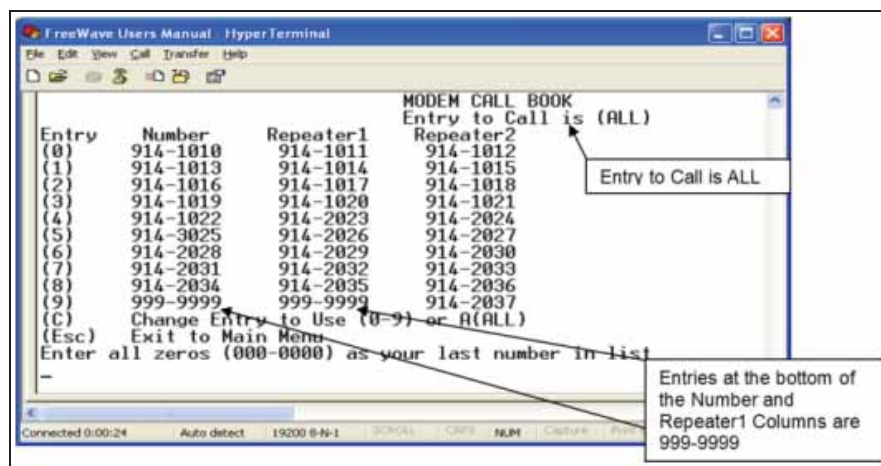 FreeWave Users Manual - HyperTerminal
File Edit View Call Transfer Help
MODEM CALL BOOK
Entry to Call is (ALL)
Entry Number Repeater1 Repeater2
(0) 914-1010 914-1011 914-1012
(1) 914-1013 914-1014 914-1015
(2) 914-1016 914-1017 914-1018
(3) 914-1019 914-1020 914-1021
(4) 914-1022 914-2023 914-2024
(5) 914-3025 914-2026 914-2027
(6) 914-2028 914-2029 914-2030
(7) 914-2031 914-2032 914-2033
(8) 914-2034 914-2035 914-2036
(9) 999-9999 999-9999 914-2037
(C) Change Entry to Use (0-9) or A(ALL)
(Esc) Exit to Main Menu
Enter all zeros (000-0000) as your last number in list
Entry to Call is ALL
Entries at the bottom of
the Number and
Repeater1 Columns are
999-9999
Connected 0:00:24 Auto detect 19200 8-N-1 SCROLL CAPS NUM Capture